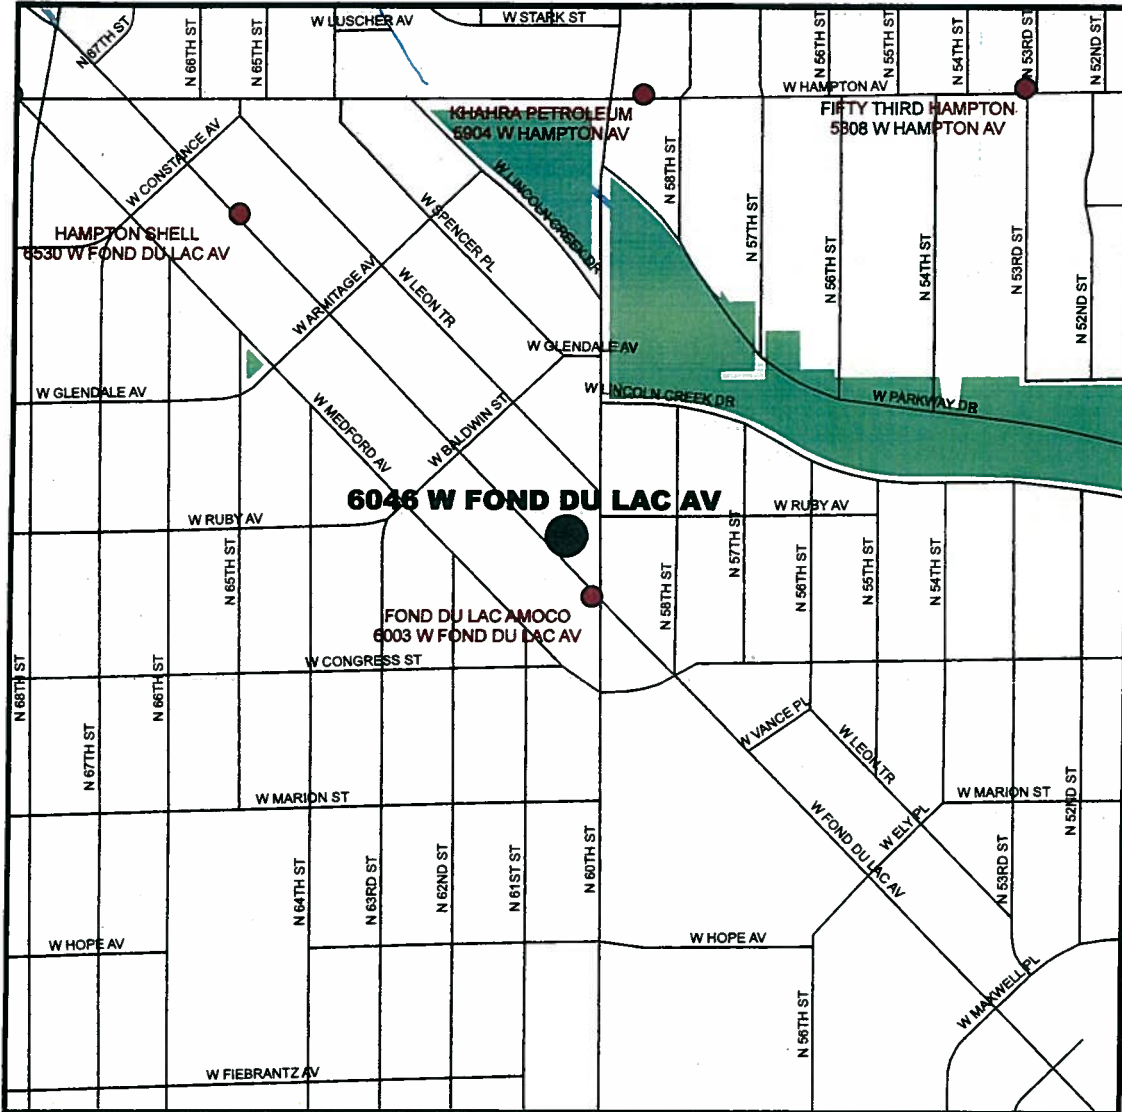 W LUSCHER AV
W STARK ST
N 67TH ST
N 66TH ST
N 65TH ST
N 56TH ST
N 55TH ST
N 54TH ST
N 53RD ST
N 52ND ST
W HAMPTON AV
KHAHRA PETROLEUM
5904 W HAMPTON AV
FIFTY THIRD HAMPTON
5308 W HAMPTON AV
W CONSTANCE AV
W LINCOLN CREEK DR
N 58TH ST
W SPENCER PL
N 57TH ST
HAMPTON SHELL
6530 W FOND DU LAC AV
N 56TH ST
N 54TH ST
N 53RD ST
N 52ND ST
W ARMITAGE AV
W LEON TR
W GLENDALE AV
W GLENDALE AV
W LINCOLN CREEK DR
W PARKWAY DR
W MEDFORD AV
W BALDWIN ST
6046 W FOND DU LAC AV
W RUBY AV
W RUBY AV
N 65TH ST
N 58TH ST
N 57TH ST
N 56TH ST
N 55TH ST
N 54TH ST
FOND DU LAC AMOCO
6003 W FOND DU LAC AV
W CONGRESS ST
N 68TH ST
N 66TH ST
N 67TH ST
W VANCE PL
W LEON TR
W MARION ST
W MARION ST
N 52ND ST
W FOND DU LAC AV
W ELY PL
N 64TH ST
N 63RD ST
N 62ND ST
N 61ST ST
N 60TH ST
N 53RD ST
W HOPE AV
W HOPE AV
W MAXWELL PL
N 56TH ST
W FIEBRANTZ AV